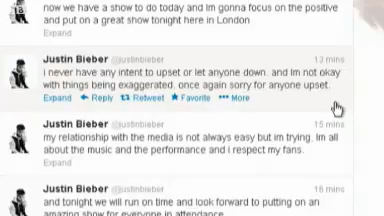 now we have a show to do today and Im gonna focus on the positive
and put on a great show tonight here in London
Expand
Justin Bieber @justinbieber 13 mins
i never have any intent to upset or let anyone down. and Im not okay
with things being exaggerated. once again sorry for anyone upset.
Expand Reply Retweet Favorite More
Justin Bieber @justinbieber 15 mins
my relationship with the media is not always easy but im trying. Im all
about the music and the performance and i respect my fans.
Expand
Justin Bieber @justinbieber 16 mins
and tonight we will run on time and look forward to putting on an
amazing show for everyone in attendance